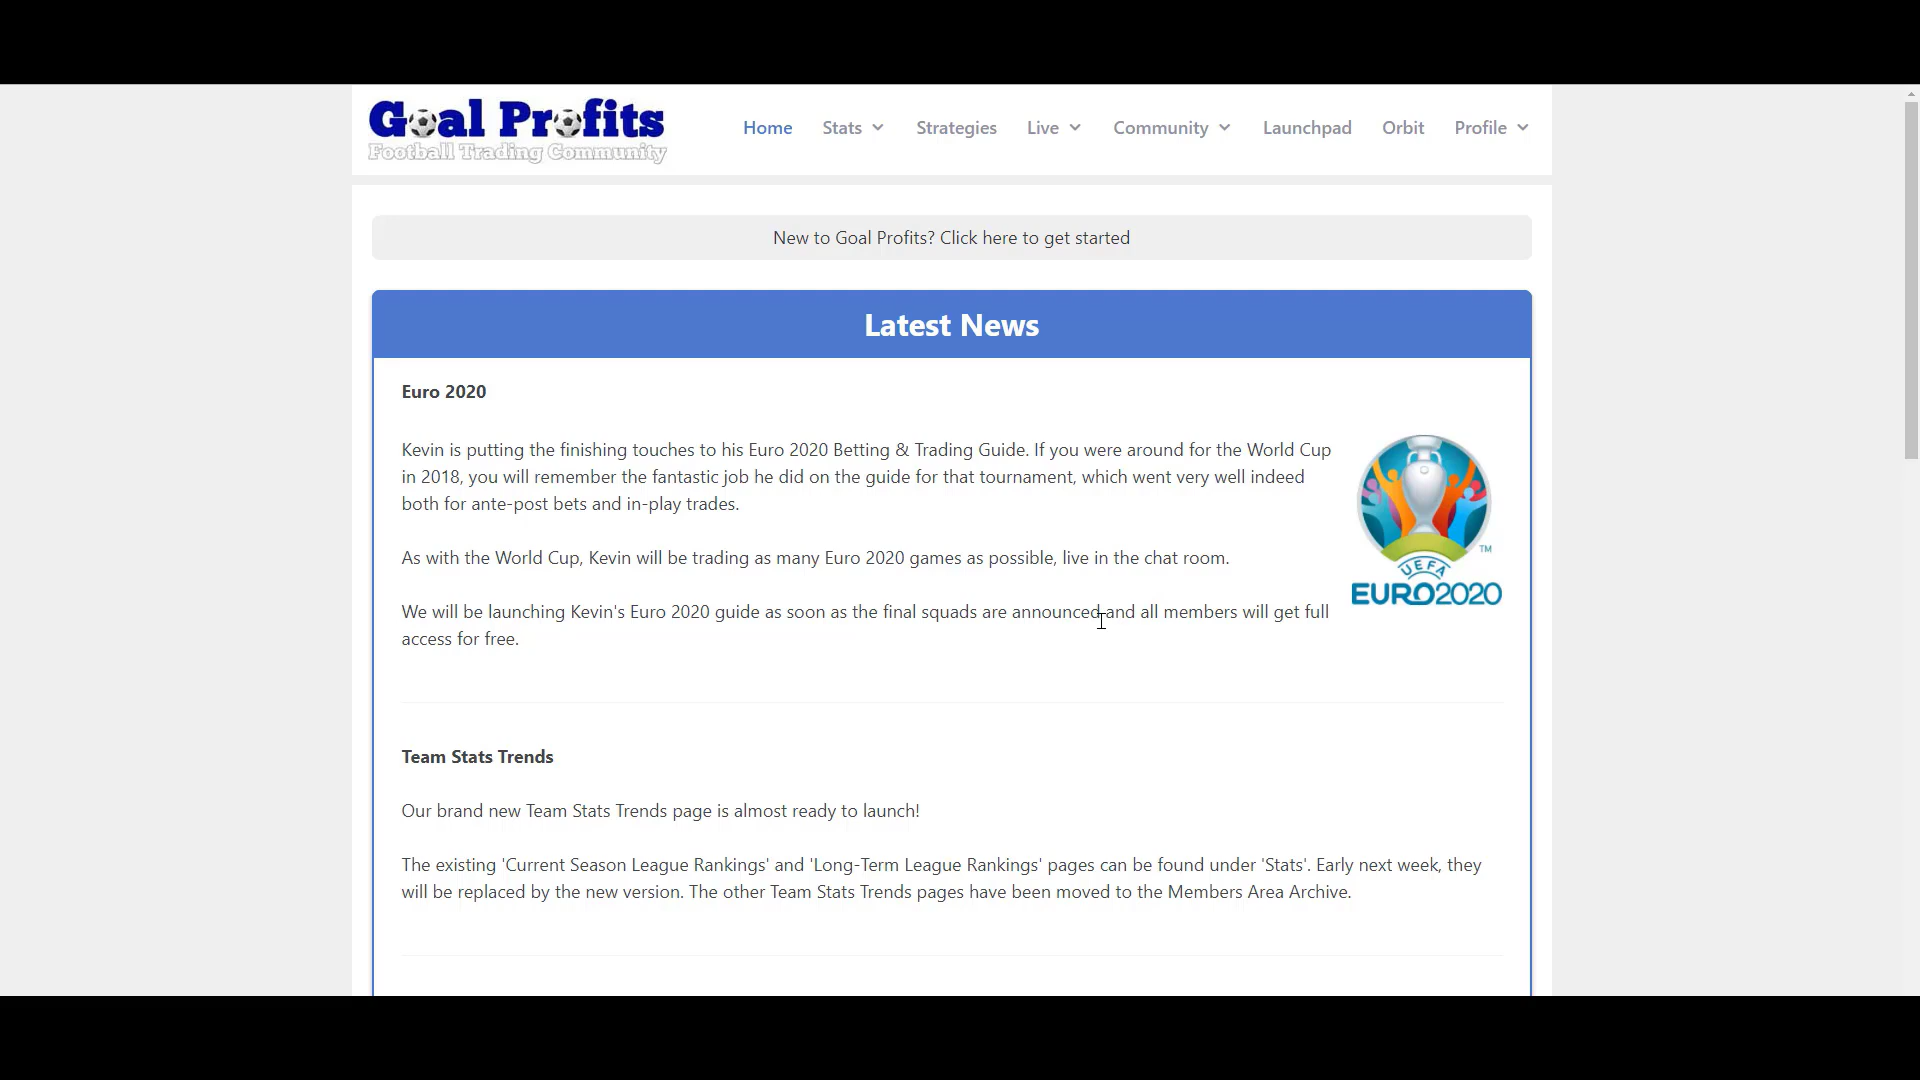 Goal Profits
Football Trading Community
Home Stats Strategies Live Community Launchpad Orbit Profile
New to Goal Profits? Click here to get started
Latest News
Euro 2020
Kevin is putting the finishing touches to his Euro 2020 Betting & Trading Guide. If you were around for the World Cup
in 2018, you will remember the fantastic job he did on the guide for that tournament, which went very well indeed
both for ante-post bets and in-play trades.
As with the World Cup, Kevin will be trading as many Euro 2020 games as possible, live in the chat room.
We will be launching Kevin's Euro 2020 guide as soon as the final squads are announced and all members will get full
access for free.
TM
UEFA
EURO2020
Team Stats Trends
Our brand new Team Stats Trends page is almost ready to launch!
The existing 'Current Season League Rankings' and 'Long-Term League Rankings' pages can be found under 'Stats'. Early next week, they
will be replaced by the new version. The other Team Stats Trends pages have been moved to the Members Area Archive.